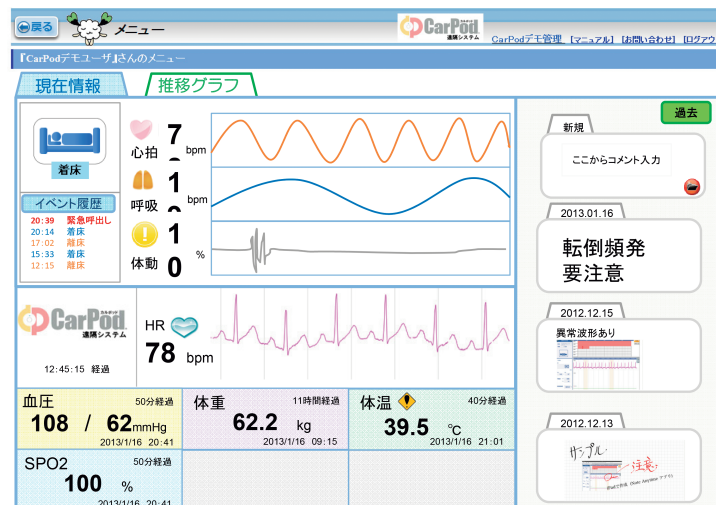 戻る
メニュー
CarPod
遠隔システム
CarPodデモ管理 [マニュアル] [お問い合わせ] [ログアウ
『CarPodデモユーザ』さんのメニュー
現在情報
推移グラフ
着床
イベント履歴
20:39 緊急呼出し
20:14 着床
17:02 離床
15:33 着床
12:15 離床
心拍 7 bpm
呼吸 1 bpm
体動 10 %
CarPod
遠隔システム
12:45:15 経過
HR
78 bpm
血圧 50分経過
108 / 62 mmHg
2013/1/16 20:41
体重 11時間経過
62.2 kg
2013/1/16 09:15
体温 40分経過
39.5 ℃
2013/1/16 21:01
SPO2 50分経過
100 %
2013/1/16 20:41
過去
新規
ここからコメント入力
2013.01.16
転倒頻発
要注意
2012.12.15
異常波形あり
2012.12.13
サンプル
注意